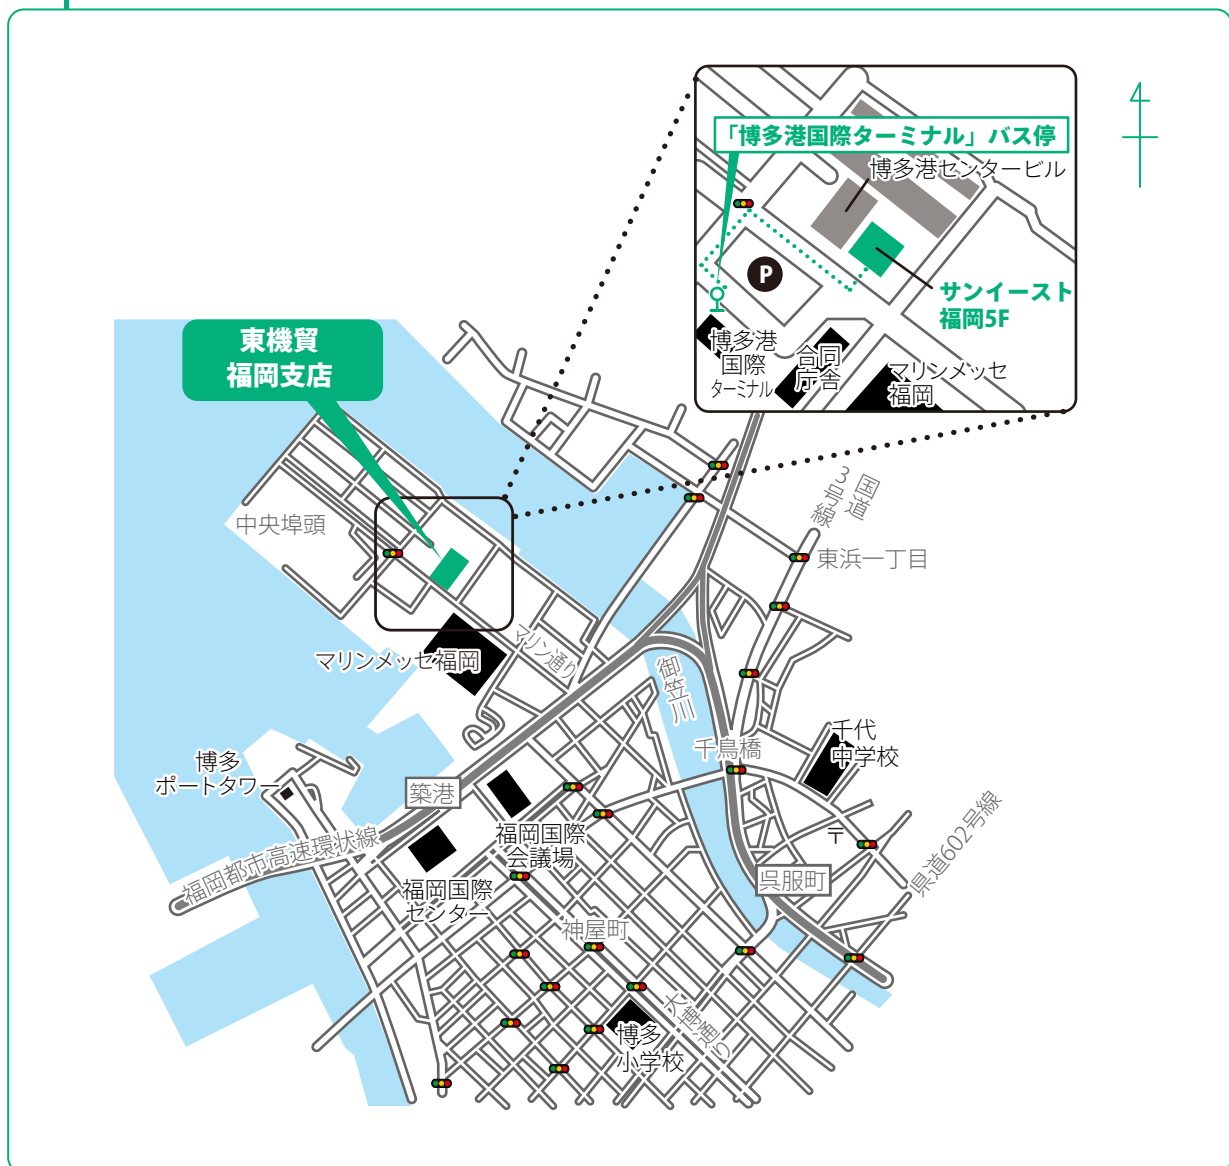 「博多港国際ターミナル」バス停
博多港センタービル
P
サンイースト
福岡5F
博多港
国際
ターミナル
合同
庁舎
マリンメッセ
福岡
東機貿
福岡支店
中央埠頭
国道
3号線
東浜一丁目
マリンメッセ福岡
マリン通り
御笠川
千鳥橋
千代
中学校
博多
ポートタワー
築港
福岡都市高速環状線
福岡国際
会議場
福岡国際
センター
〒
呉服町
県道602号線
神屋町
大博通り
博多
小学校